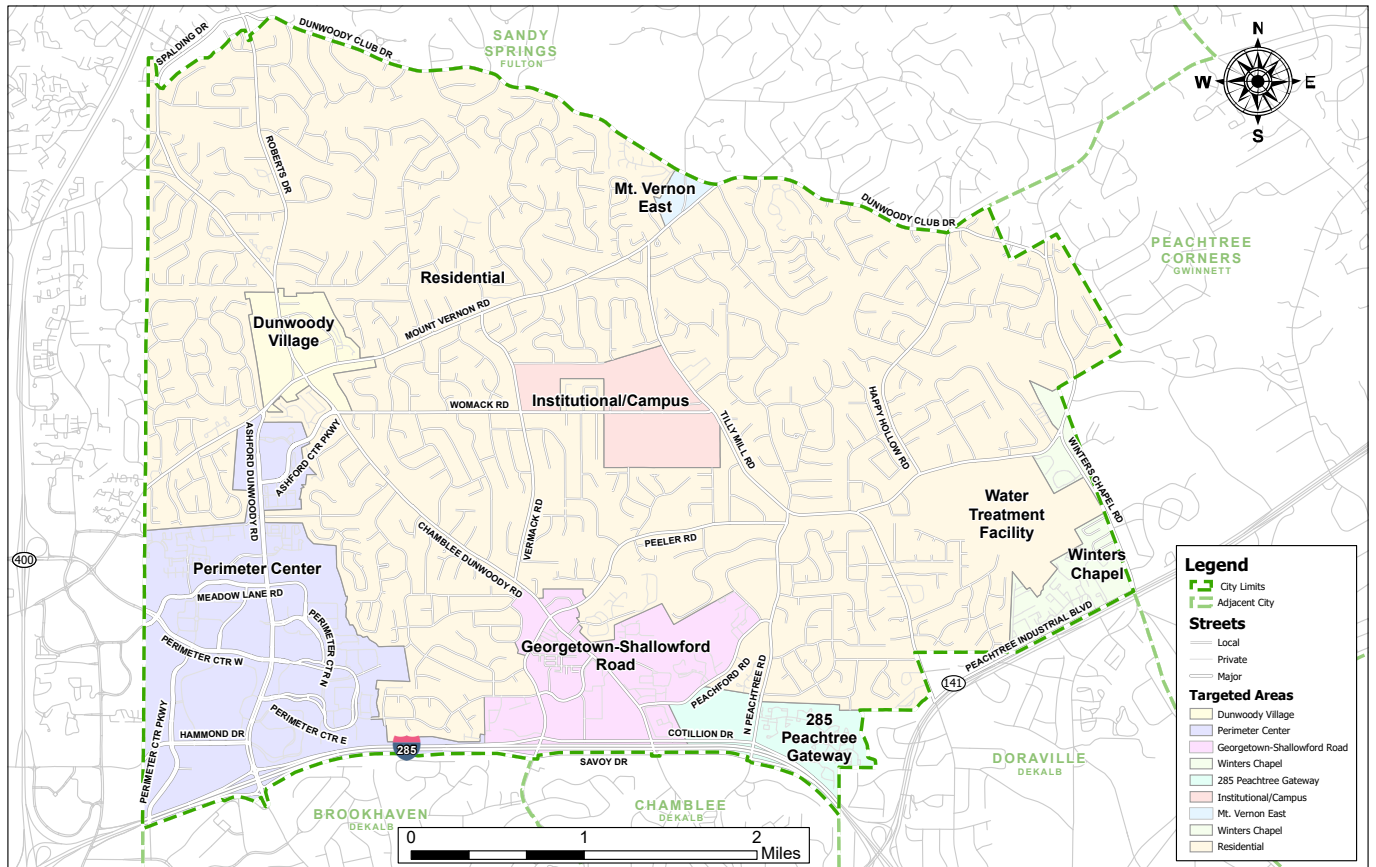 SPALDING DR
DUNWOODY CLUB DR
SANDY
SPRINGS
FULTON
N
W
E
S
ROBERTS DR
Mt. Vernon
East
DUNWOODY CLUB DR
PEACHTREE
CORNERS
GWINNETT
Residential
MOUNT VERNON RD
Dunwoody
Village
WOMACK RD
Institutional/Campus
TILLY MILL RD
HAPPY HOLLOW RD
ASHFORD DUNWOODY RD
ASHFORD CTR PKWY
WINTERS CHAPEL RD
VERMACK RD
CHAMBLEE DUNWOODY RD
PEELER RD
Water
Treatment
Facility
400
Perimeter Center
MEADOW LANE RD
PERIMETER CTR N
PERIMETER CTR W
Winters
Chapel
PEACHTREE INDUSTRIAL BLVD
141
Georgetown-Shallowford
Road
PEACHFORD RD
N PEACHTREE RD
PERIMETER CTR PKWY
HAMMOND DR
PERIMETER CTR E
285
COTILLION DR
SAVOY DR
285
Peachtree
Gateway
DORAVILLE
DEKALB
BROOKHAVEN
DEKALB
CHAMBLEE
DEKALB
0
1
2
Miles
Legend
City Limits
Adjacent City
Streets
Local
Private
Major
Targeted Areas
Dunwoody Village
Perimeter Center
Georgetown-Shallowford Road
Winters Chapel
285 Peachtree Gateway
Institutional/Campus
Mt. Vernon East
Winters Chapel
Residential